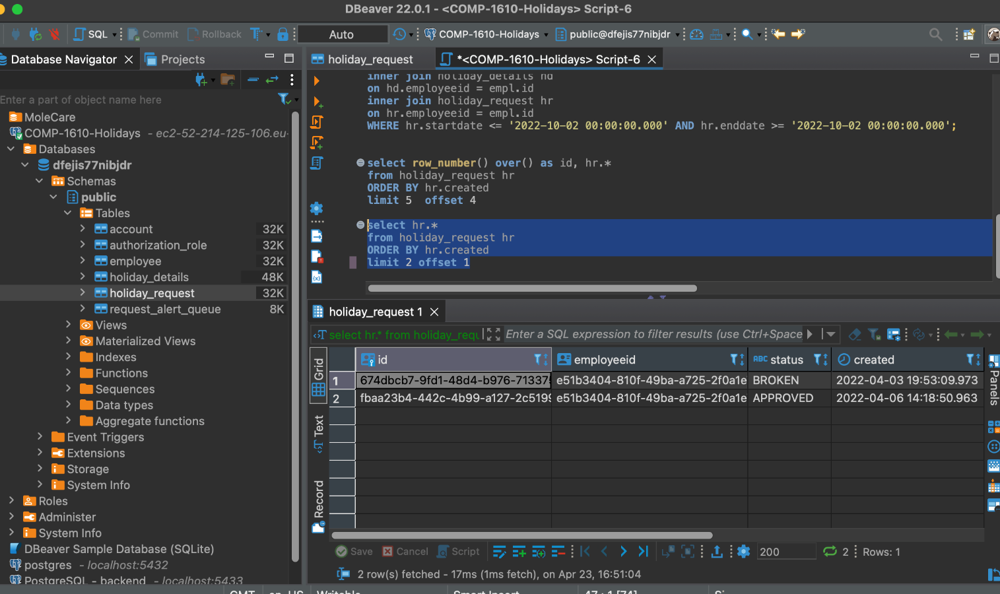 DBeaver 22.0.1 - <COMP-1610-Holidays> Script-6
SQL Commit Rollback T Auto COMP-1610-Holidays public@dfejis77nibjdr
Database Navigator Projects
Enter a part of object name here
MoleCare
COMP-1610-Holidays - ec2-52-214-125-106.eu-
Databases
dfejis77nibjdr
Schemas
public
Tables
account 32K
authorization_role 32K
employee 32K
holiday_details 48K
holiday_request 32K
request_alert_queue 8K
Views
Materialized Views
Indexes
Functions
Sequences
Data types
Aggregate functions
Event Triggers
Extensions
Storage
System Info
Roles
Administer
System Info
DBeaver Sample Database (SQLite)
postgres - localhost:5432
PostgreSQL - backend - localhost:5433
holiday_request *<COMP-1610-Holidays> Script-6
inner join holiday_details hd
on hd.employeeid = empl.id
inner join holiday_request hr
on hr.employeeid = empl.id
WHERE hr.startdate <= '2022-10-02 00:00:00.000' AND hr.enddate >= '2022-10-02 00:00:00.000';
select row_number() over() as id, hr.*
from holiday_request hr
ORDER BY hr.created
limit 5 offset 4
select hr.*
from holiday_request hr
ORDER BY hr.created
limit 2 offset 1
holiday_request 1
select hr.* from holiday_requ Enter a SQL expression to filter results (use Ctrl+Space
Grid
Text
Record
id employeeid ABC status created
1 674dbcb7-9fd1-48d4-b976-71337 e51b3404-810f-49ba-a725-2f0a1e BROKEN 2022-04-03 19:53:09.973
2 fbaa23b4-442c-4b99-a127-2c519 e51b3404-810f-49ba-a725-2f0a1e APPROVED 2022-04-06 14:18:50.963
Panels
Save Cancel Script 200 2 Rows: 1
2 row(s) fetched - 17ms (1ms fetch), on Apr 23, 16:51:04
GMT en_US Writable Smart Insert 47 : 1 [74]